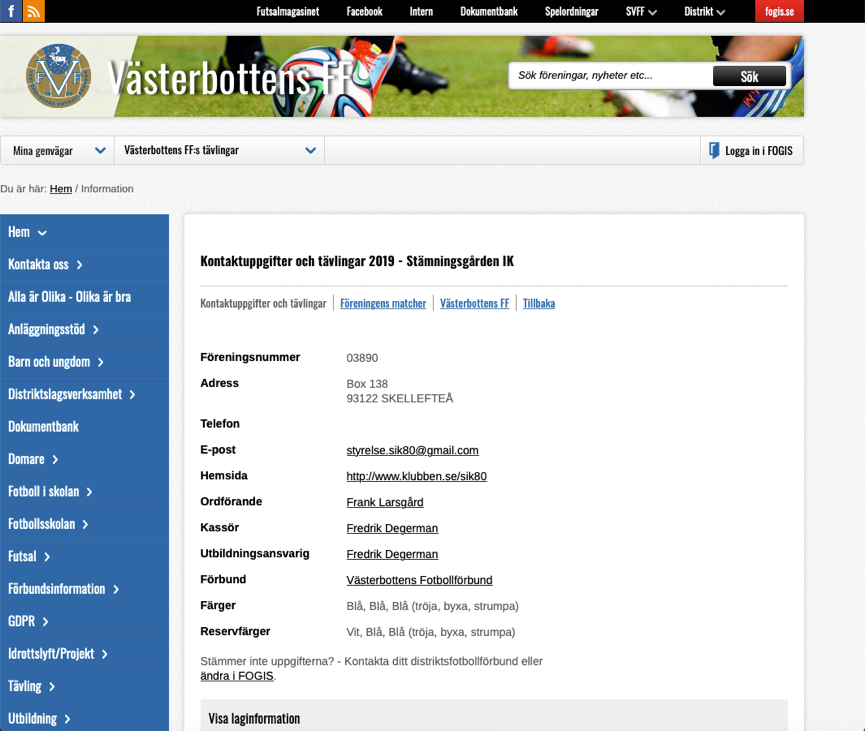 f
Futsalmagasinet Facebook Intern Dokumentbank Spelordningar SVFF Distrikt fogis.se
Västerbottens FF
Sök föreningar, nyheter etc... Sök
Mina genvägar Västerbottens FF:s tävlingar Logga in i FOGIS
Du är här: Hem / Information
Hem
Kontakta oss
Alla är Olika - Olika är bra
Anläggningsstöd
Barn och ungdom
Distriktslagsverksamhet
Dokumentbank
Domare
Fotboll i skolan
Fotbollsskolan
Futsal
Förbundsinformation
GDPR
Idrottslyft/Projekt
Tävling
Utbildning
Kontaktuppgifter och tävlingar 2019 - Stämningsgården IK
Kontaktuppgifter och tävlingar Föreningens matcher Västerbottens FF Tillbaka
Föreningsnummer 03890
Adress Box 138
93122 SKELLEFTEÅ
Telefon
E-post styrelse.sik80@gmail.com
Hemsida http://www.klubben.se/sik80
Ordförande Frank Larsgård
Kassör Fredrik Degerman
Utbildningsansvarig Fredrik Degerman
Förbund Västerbottens Fotbollförbund
Färger Blå, Blå, Blå (tröja, byxa, strumpa)
Reservfärger Vit, Blå, Blå (tröja, byxa, strumpa)
Stämmer inte uppgifterna? - Kontakta ditt distriktsfotbollförbund eller
ändra i FOGIS.
Visa laginformation